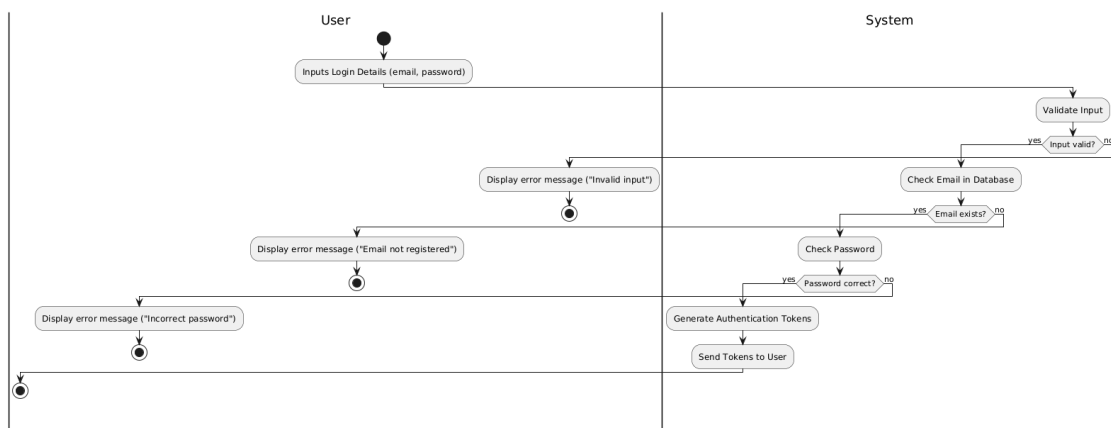 User
System
Inputs Login Details (email, password)
Validate Input
yes
Input valid?
no
Display error message ("Invalid input")
Check Email in Database
yes
Email exists?
no
Display error message ("Email not registered")
Check Password
yes
Password correct?
no
Display error message ("Incorrect password")
Generate Authentication Tokens
Send Tokens to User